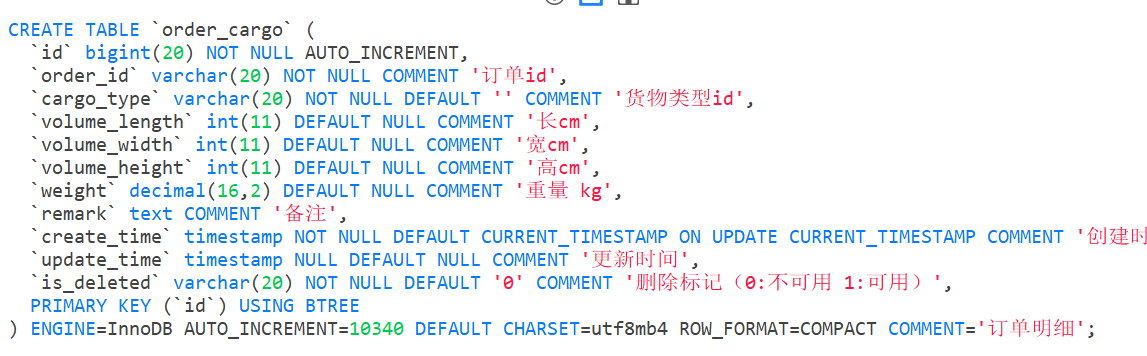 CREATE TABLE `order_cargo` (
`id` bigint(20) NOT NULL AUTO_INCREMENT,
`order_id` varchar(20) NOT NULL COMMENT '订单id',
`cargo_type` varchar(20) NOT NULL DEFAULT '' COMMENT '货物类型id',
`volume_length` int(11) DEFAULT NULL COMMENT '长cm',
`volume_width` int(11) DEFAULT NULL COMMENT '宽cm',
`volume_height` int(11) DEFAULT NULL COMMENT '高cm',
`weight` decimal(16,2) DEFAULT NULL COMMENT '重量 kg',
`remark` text COMMENT '备注',
`create_time` timestamp NOT NULL DEFAULT CURRENT_TIMESTAMP ON UPDATE CURRENT_TIMESTAMP COMMENT '创建时
`update_time` timestamp NULL DEFAULT NULL COMMENT '更新时间',
`is_deleted` varchar(20) NOT NULL DEFAULT '0' COMMENT '删除标记（0:不可用 1:可用）',
PRIMARY KEY (`id`) USING BTREE
) ENGINE=InnoDB AUTO_INCREMENT=10340 DEFAULT CHARSET=utf8mb4 ROW_FORMAT=COMPACT COMMENT='订单明细';